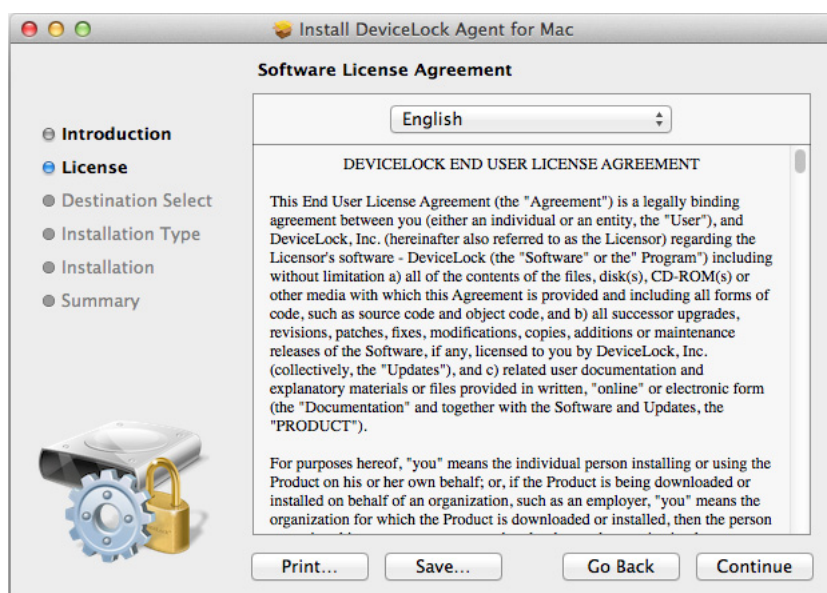 Install DeviceLock Agent for Mac
Software License Agreement
Introduction
License
Destination Select
Installation Type
Installation
Summary
English
DEVICELOCK END USER LICENSE AGREEMENT
This End User License Agreement (the "Agreement") is a legally binding
agreement between you (either an individual or an entity, the "User"), and
DeviceLock, Inc. (hereinafter also referred to as the Licensor) regarding the
Licensor's software - DeviceLock (the "Software" or the" Program") including
without limitation a) all of the contents of the files, disk(s), CD-ROM(s) or
other media with which this Agreement is provided and including all forms of
code, such as source code and object code, and b) all successor upgrades,
revisions, patches, fixes, modifications, copies, additions or maintenance
releases of the Software, if any, licensed to you by DeviceLock, Inc.
(collectively, the "Updates"), and c) related user documentation and
explanatory materials or files provided in written, "online" or electronic form
(the "Documentation" and together with the Software and Updates, the
"PRODUCT").
For purposes hereof, "you" means the individual person installing or using the
Product on his or her own behalf; or, if the Product is being downloaded or
installed on behalf of an organization, such as an employer, "you" means the
organization for which the Product is downloaded or installed, then the person
Print...
Save...
Go Back
Continue